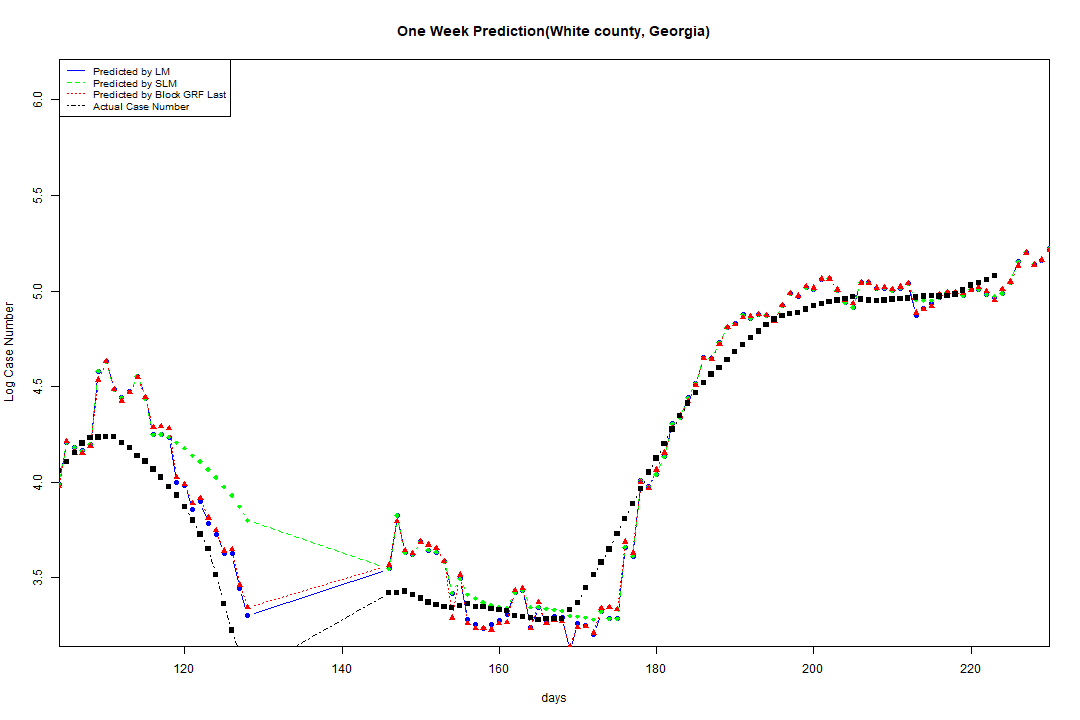 One Week Prediction(White county, Georgia)
Predicted by LM
Predicted by SLM
Predicted by Block GRF Last
Actual Case Number
6.0
5.5
5.0
4.5
4.0
3.5
Log Case Number
120 140 160 180 200 220
days